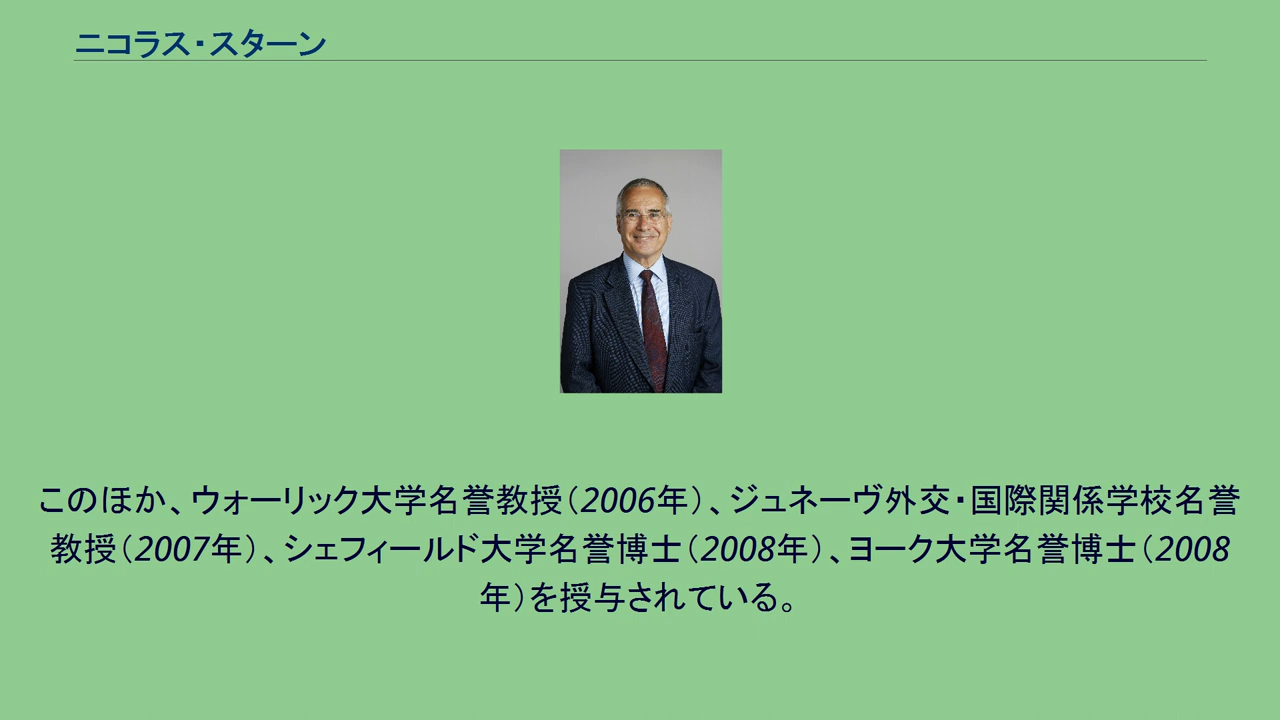 ニコラス・スターン
このほか、ウォーリック大学名誉教授（2006年）、ジュネーヴ外交・国際関係学校名誉
教授（2007年）、シェフィールド大学名誉博士（2008年）、ヨーク大学名誉博士（2008
年）を授与されている。